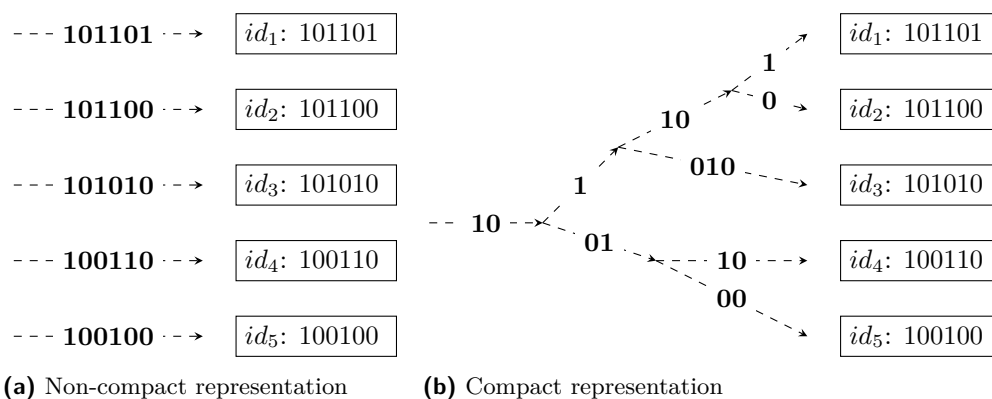 101101 id1: 101101
101100 id2: 101100
101010 id3: 101010
100110 id4: 100110
100100 id5: 100100
(a) Non-compact representation
10
1
10
1
0
010
01
10
00
id1: 101101
id2: 101100
id3: 101010
id4: 100110
id5: 100100
(b) Compact representation